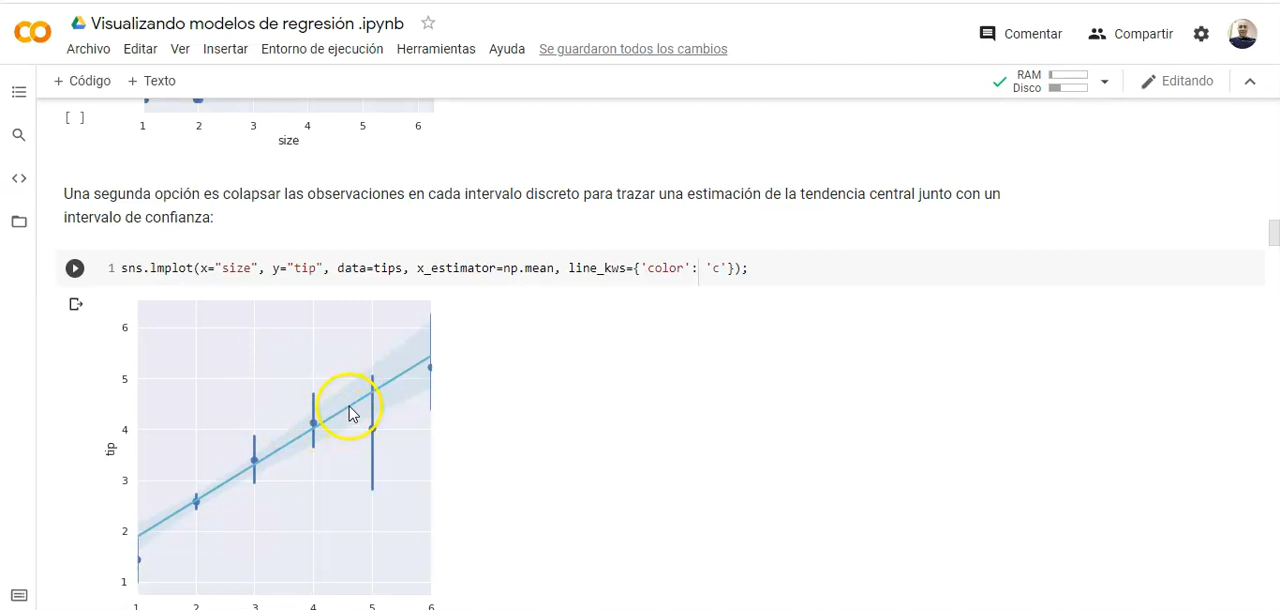 Visualizando modelos de regresión .ipynb
Archivo Editar Ver Insertar Entorno de ejecución Herramientas Ayuda Se guardaron todos los cambios
Comentar Compartir
+ Código + Texto
RAM
Disco
Editando
[ ]
1 2 3 4 5 6
size
Una segunda opción es colapsar las observaciones en cada intervalo discreto para trazar una estimación de la tendencia central junto con un
intervalo de confianza:
1 sns.lmplot(x="size", y="tip", data=tips, x_estimator=np.mean, line_kws={'color': 'c'});
6
5
4
tip
3
2
1
1 2 3 4 5 6